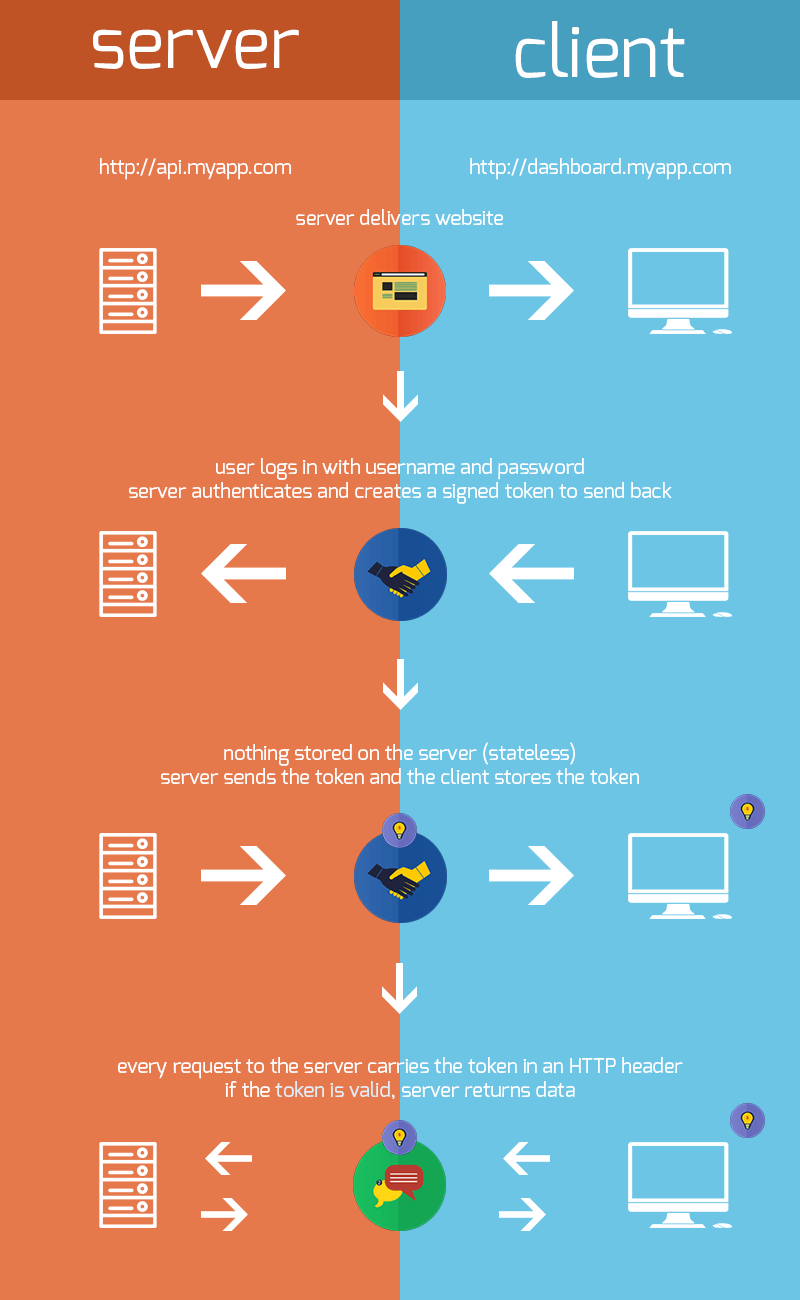 server
client
http://api.myapp.com
http://dashboard.myapp.com
server delivers website
user logs in with username and password
server authenticates and creates a signed token to send back
nothing stored on the server (stateless)
server sends the token and the client stores the token
every request to the server carries the token in an HTTP header
if the token is valid, server returns data